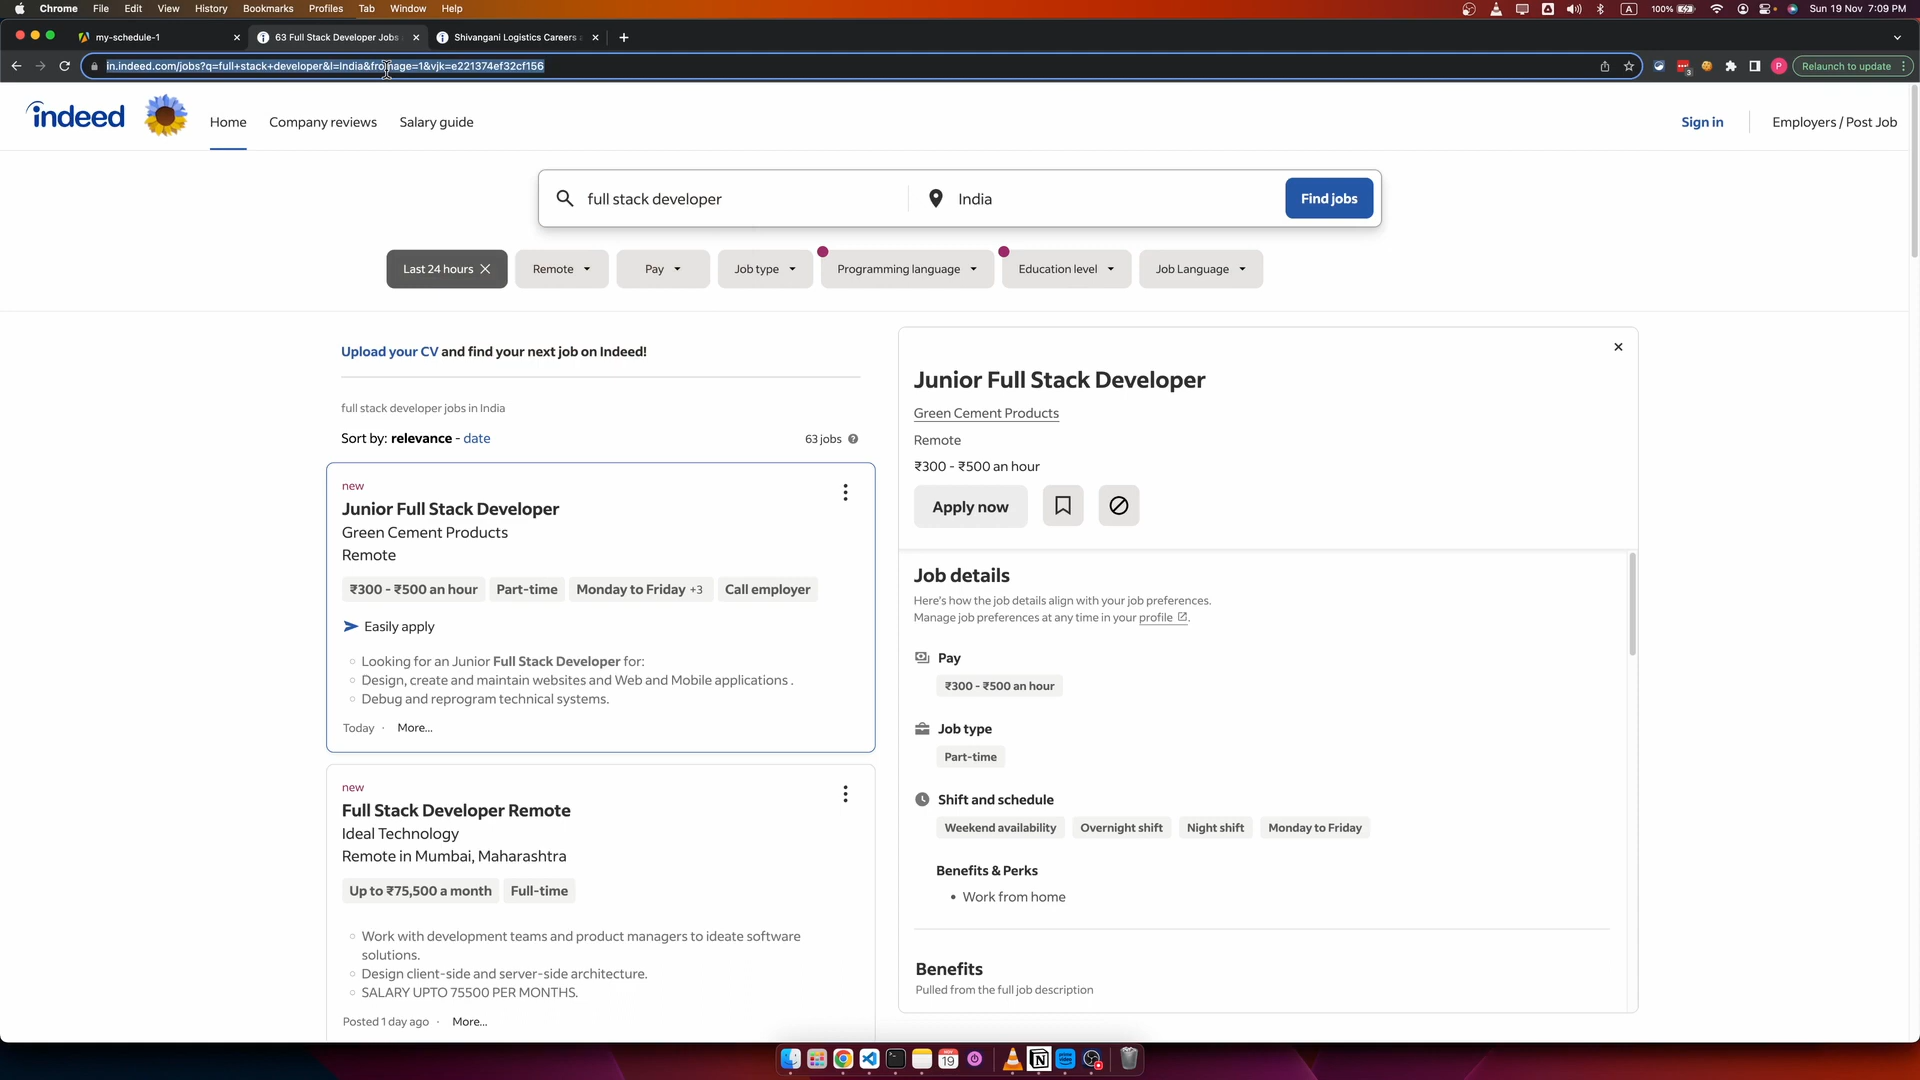 Chrome File Edit View History Bookmarks Profiles Tab Window Help
A 100% Sun 19 Nov 7:09 PM
my-schedule-1
63 Full Stack Developer Jobs
Shivangani Logistics Careers
in.indeed.com/jobs?q=full+stack+developer&l=India&fromage=1&vjk=e221374ef32cf156
3
P
Relaunch to update
indeed
Home
Company reviews
Salary guide
Sign in
Employers / Post Job
full stack developer
India
Find jobs
Last 24 hours
Remote
Pay
Job type
Programming language
Education level
Job Language
Upload your CV and find your next job on Indeed!
full stack developer jobs in India
Sort by: relevance - date
63 jobs
new
Junior Full Stack Developer
Green Cement Products
Remote
₹300 - ₹500 an hour
Part-time
Monday to Friday +3
Call employer
Easily apply
Looking for an Junior Full Stack Developer for:
Design, create and maintain websites and Web and Mobile applications .
Debug and reprogram technical systems.
Today · More...
new
Full Stack Developer Remote
Ideal Technology
Remote in Mumbai, Maharashtra
Up to ₹75,500 a month
Full-time
Work with development teams and product managers to ideate software
solutions.
Design client-side and server-side architecture.
SALARY UPTO 75500 PER MONTHS.
Posted 1 day ago · More...
Junior Full Stack Developer
Green Cement Products
Remote
₹300 - ₹500 an hour
Apply now
Job details
Here's how the job details align with your job preferences.
Manage job preferences at any time in your profile .
Pay
₹300 - ₹500 an hour
Job type
Part-time
Shift and schedule
Weekend availability
Overnight shift
Night shift
Monday to Friday
Benefits & Perks
Work from home
Benefits
Pulled from the full job description
19